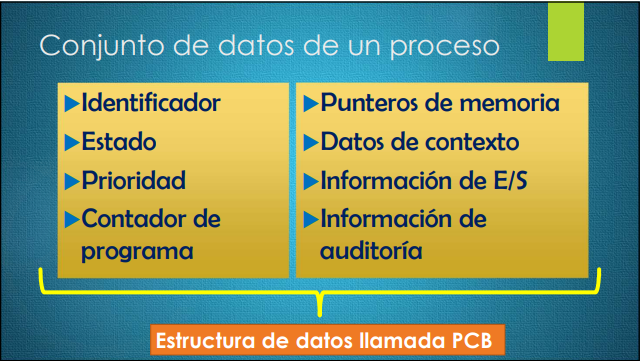 Conjunto de datos de un proceso
Identificador
Estado
Prioridad
Contador de
programa
Punteros de memoria
Datos de contexto
Información de E/S
Información de
auditoría
Estructura de datos llamada PCB